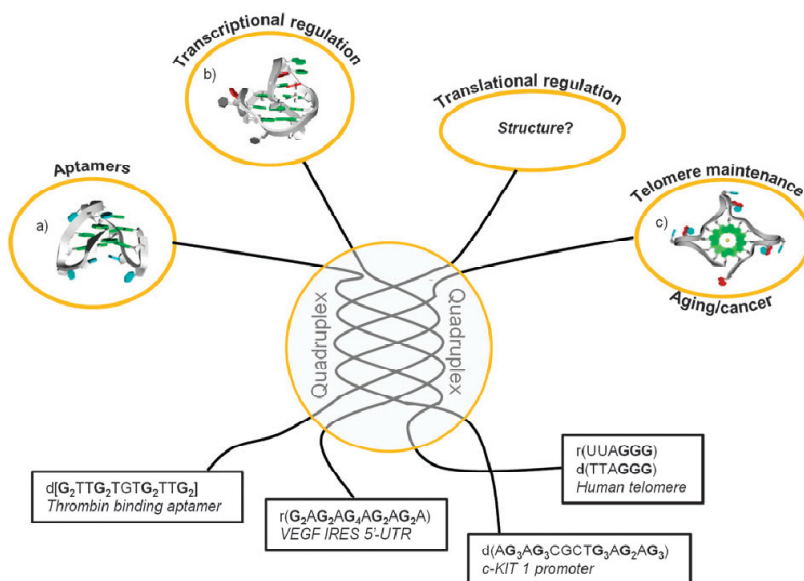 Transcriptional regulation
b)
Translational regulation
Structure?
Aptamers
a)
Telomere maintenance
c)
Aging/cancer
Quadruplex
Quadruplex
d[G₂TTG₂TGTG₂TTG₂]
Thrombin binding aptamer
r(G₂AG₂AG₄AG₂AG₂A)
VEGF IRES 5'-UTR
r(UUAGGG)
d(TTAGGG)
Human telomere
d(AG₃AG₃CGCTG₃AG₂AG₃)
c-KIT 1 promoter